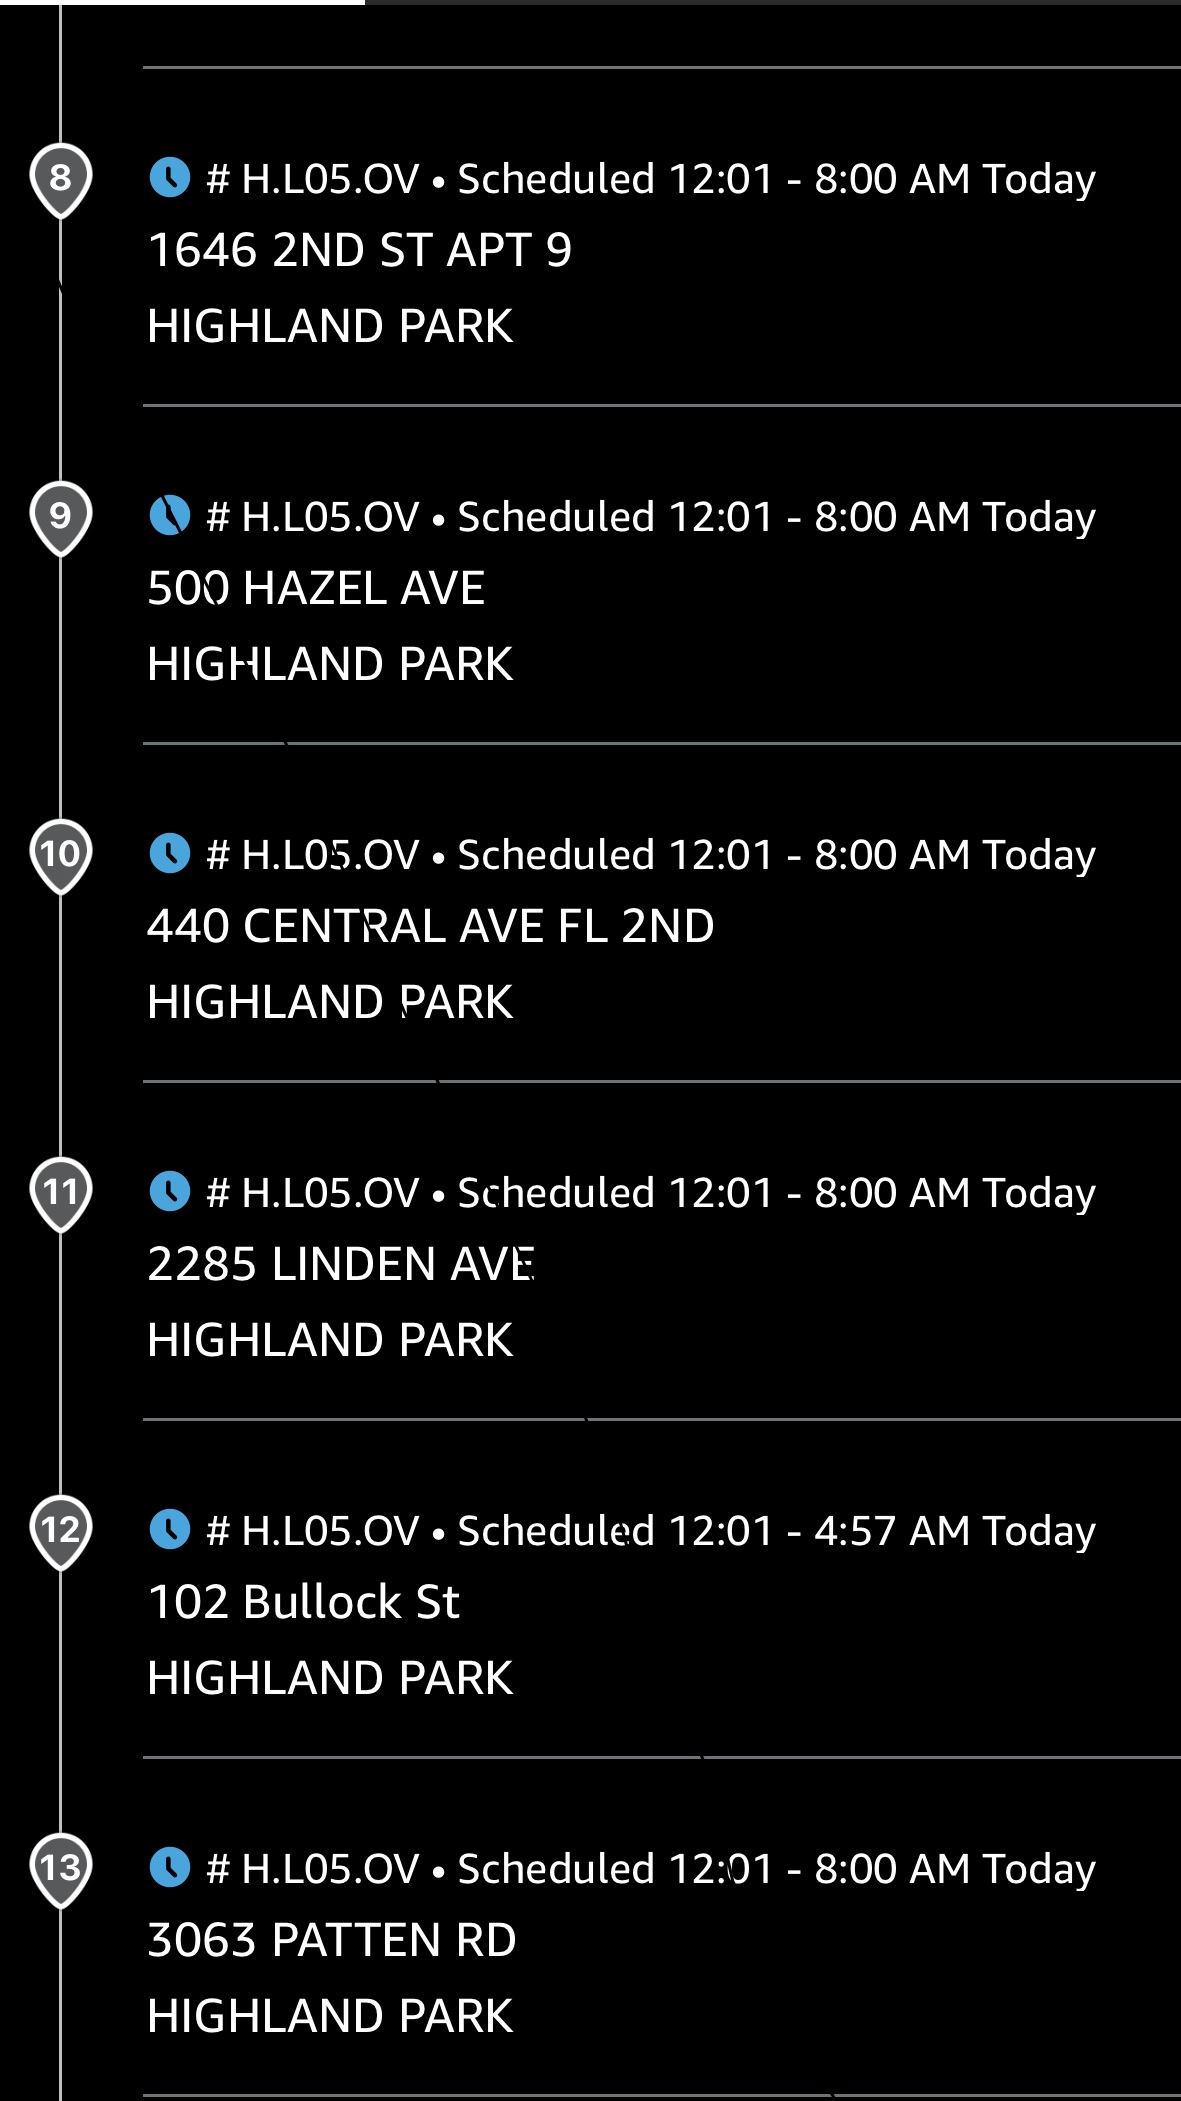 8
# H.L05.OV • Scheduled 12:01 - 8:00 AM Today
1646 2ND ST APT 9
HIGHLAND PARK
9
# H.L05.OV • Scheduled 12:01 - 8:00 AM Today
500 HAZEL AVE
HIGHLAND PARK
10
# H.L05.OV • Scheduled 12:01 - 8:00 AM Today
440 CENTRAL AVE FL 2ND
HIGHLAND PARK
11
# H.L05.OV • Scheduled 12:01 - 8:00 AM Today
2285 LINDEN AVE
HIGHLAND PARK
12
# H.L05.OV • Scheduled 12:01 - 4:57 AM Today
102 Bullock St
HIGHLAND PARK
13
# H.L05.OV • Scheduled 12:01 - 8:00 AM Today
3063 PATTEN RD
HIGHLAND PARK